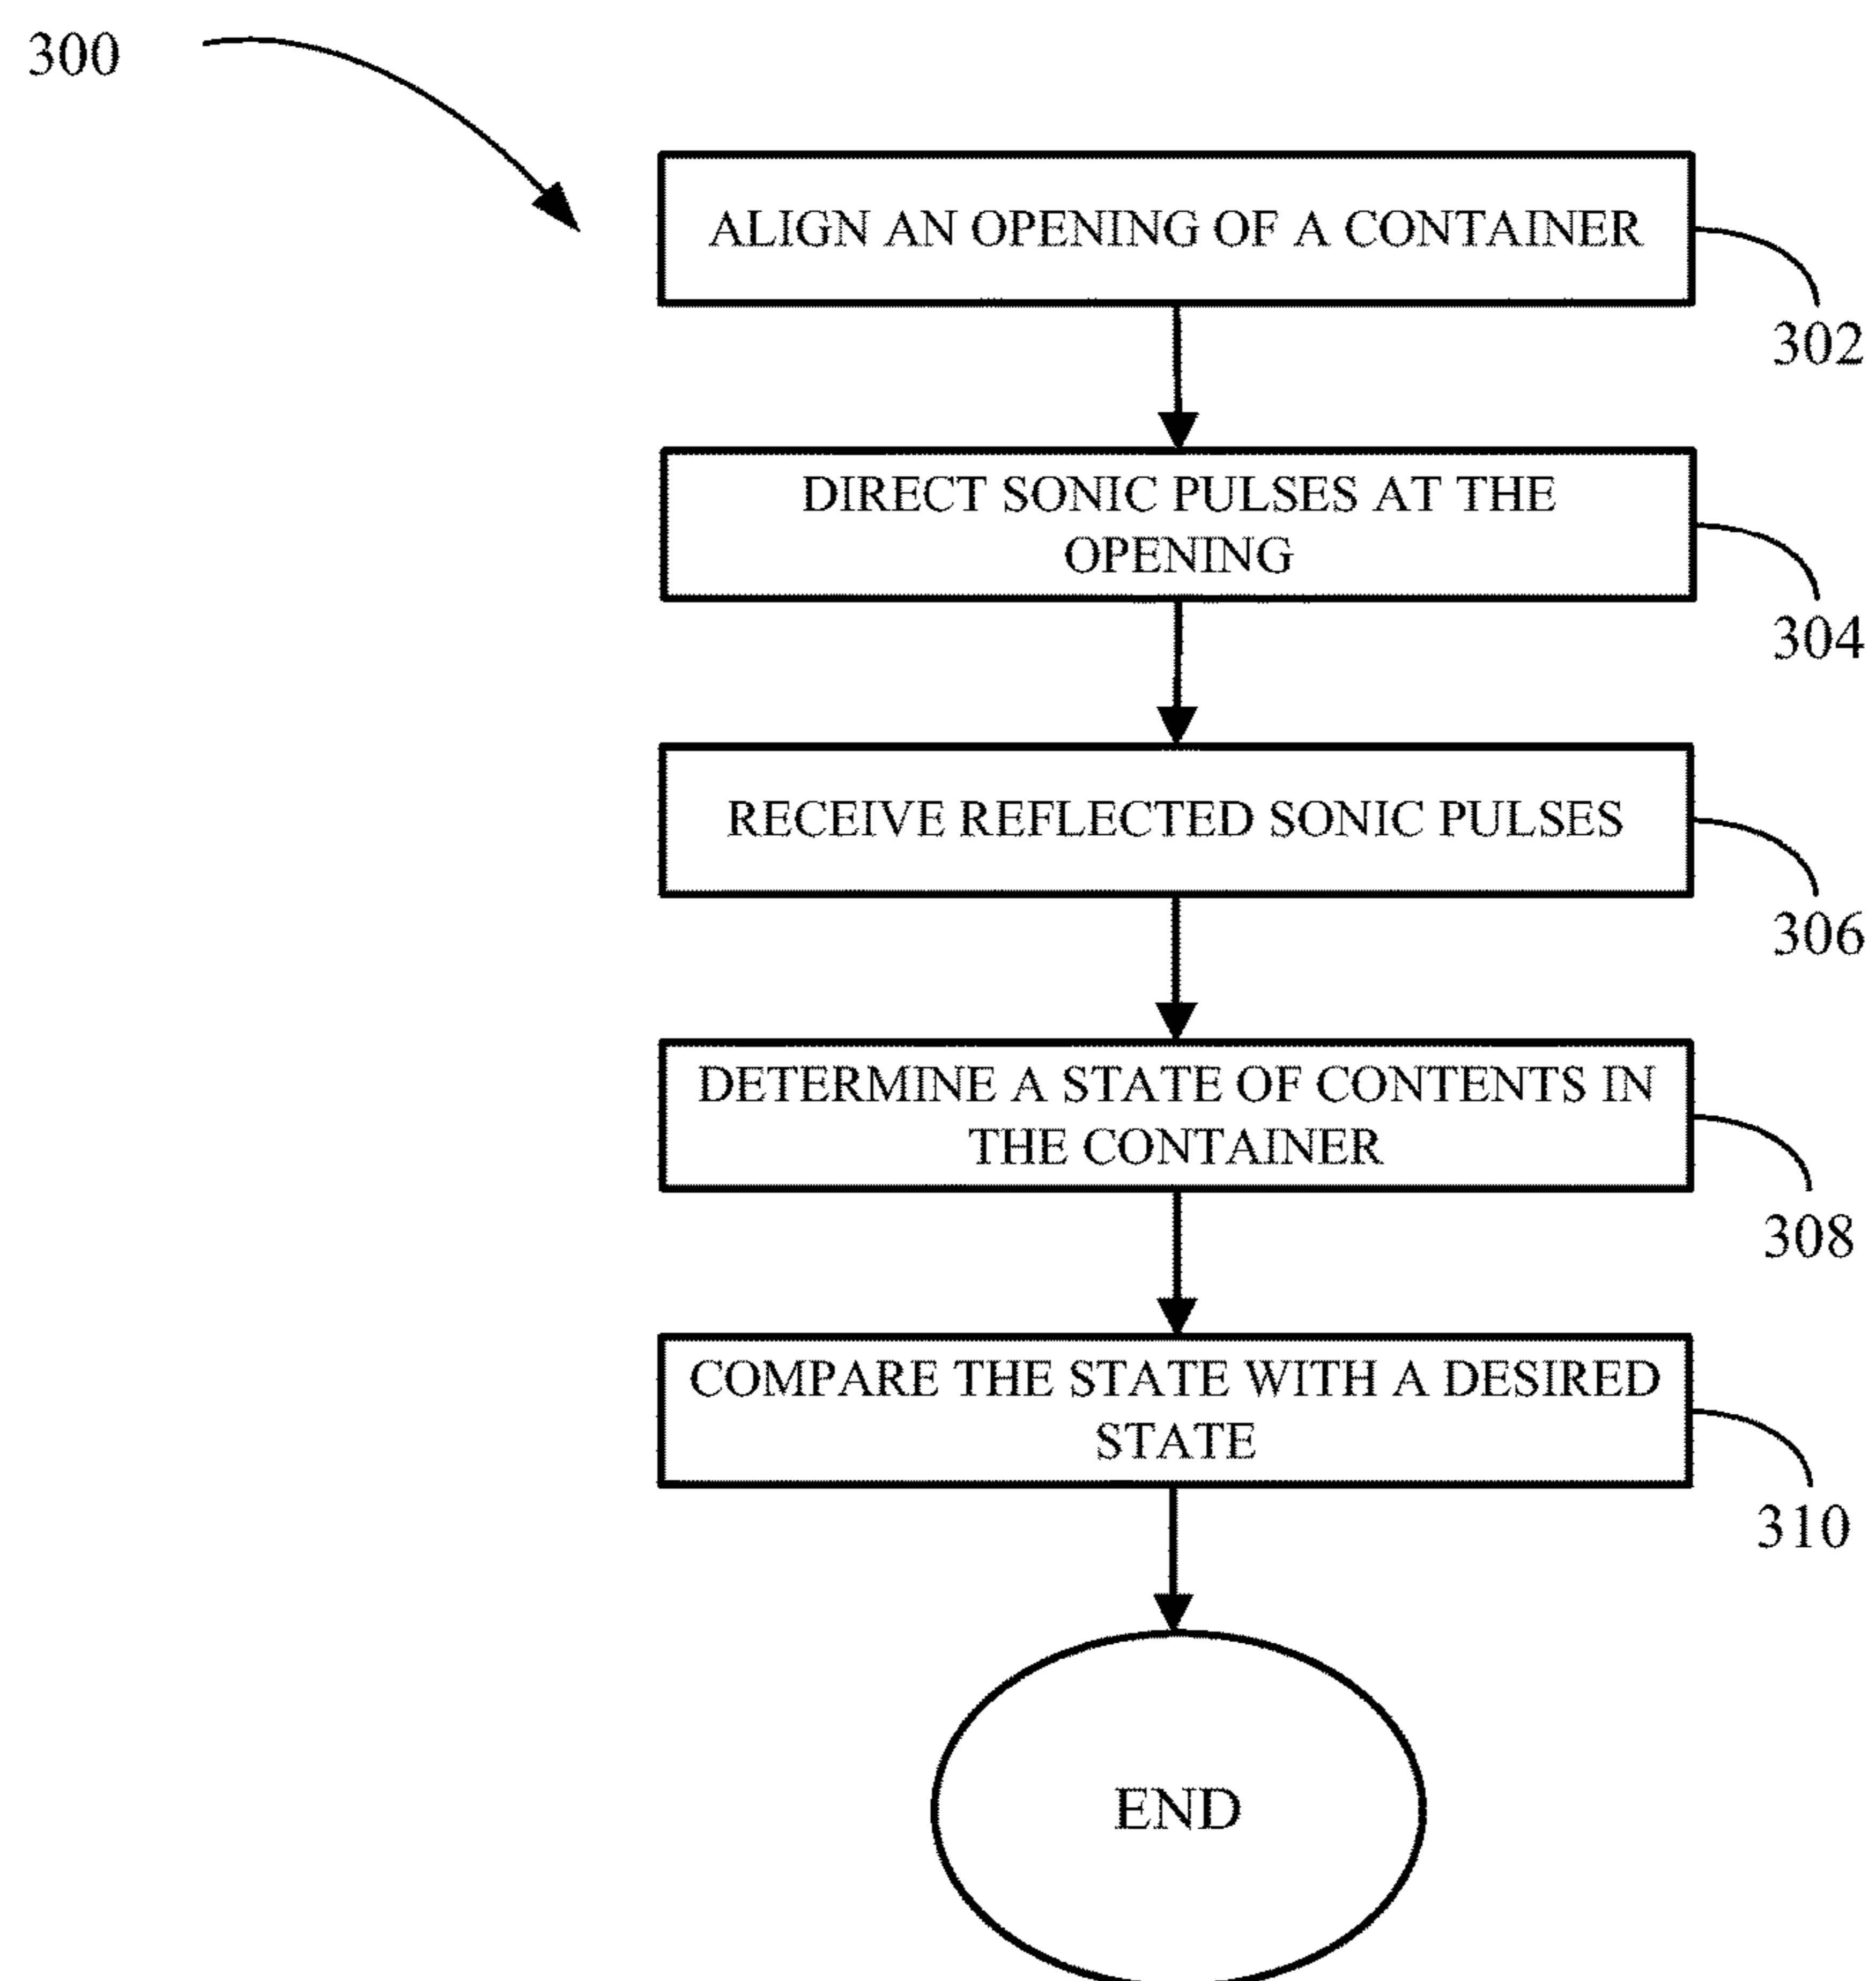 300
ALIGN AN OPENING OF A CONTAINER
302
DIRECT SONIC PULSES AT THE
OPENING
304
RECEIVE REFLECTED SONIC PULSES
306
DETERMINE A STATE OF CONTENTS IN
THE CONTAINER
308
COMPARE THE STATE WITH A DESIRED
STATE
310
END